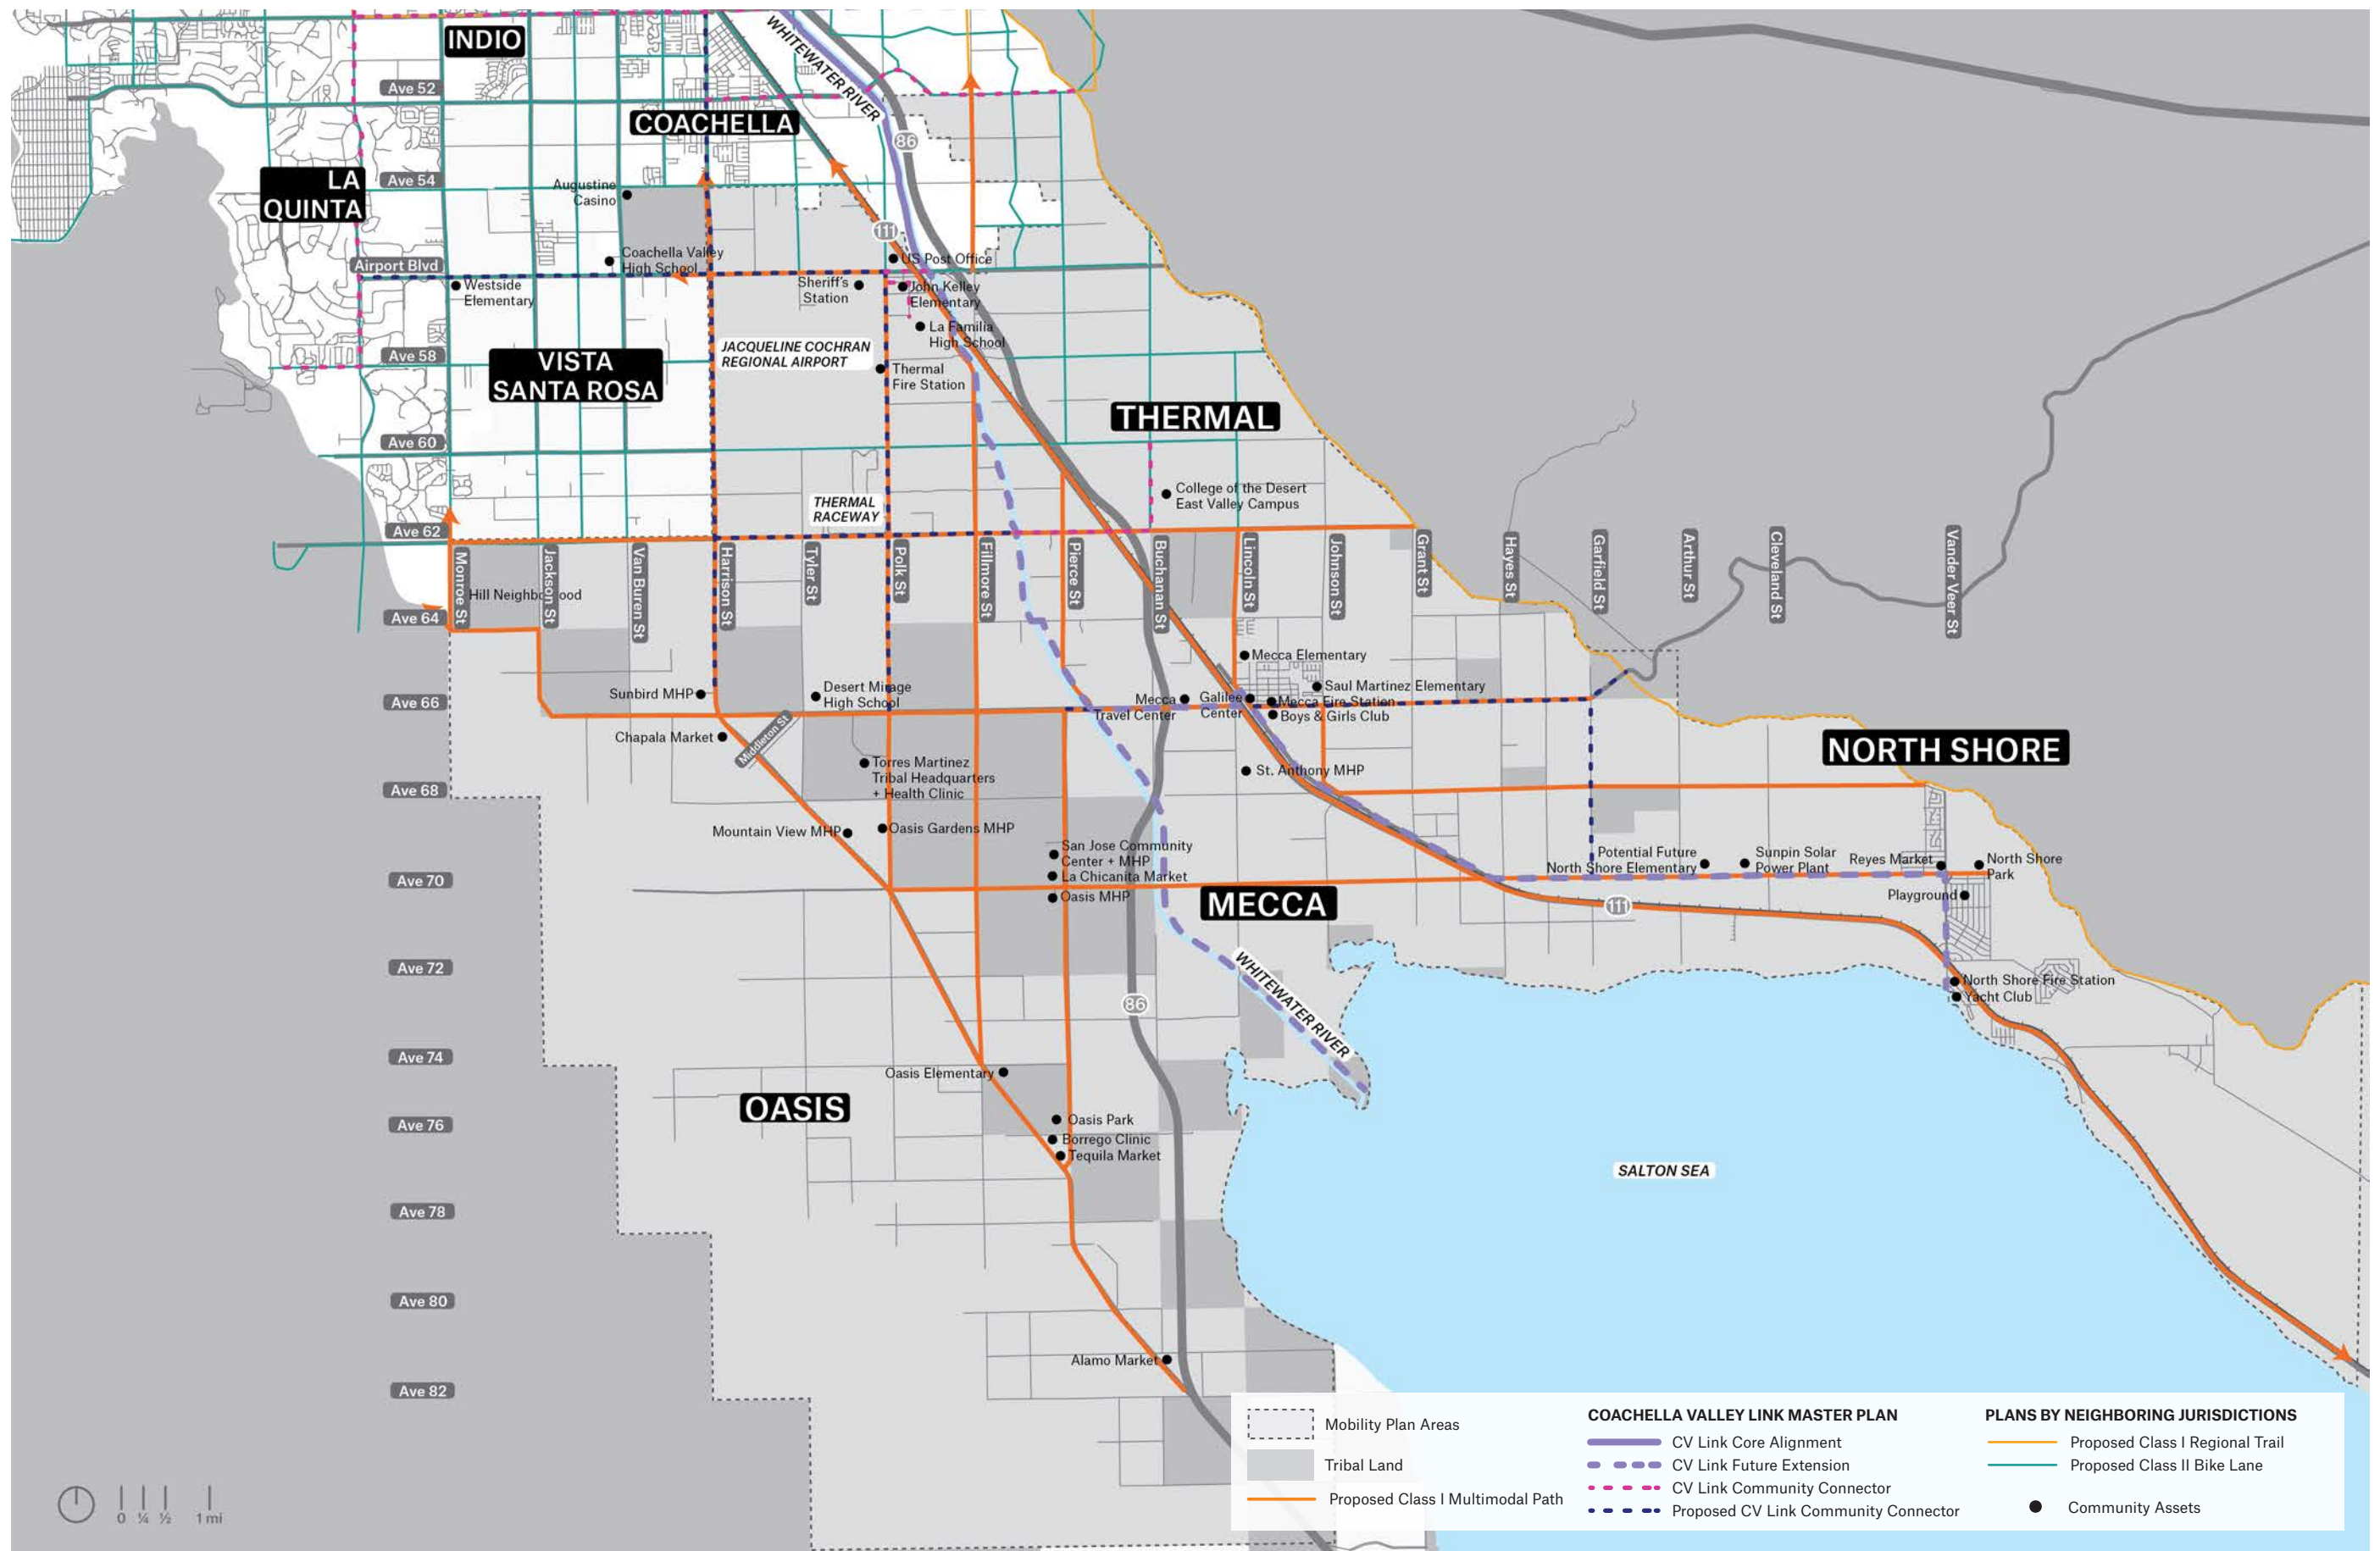 INDIO
WHITEWATER RIVER
Ave 52
COACHELLA
86
LA
QUINTA
Ave 54
Augustine
Casino
111
Coachella Valley
High School
US Post Office
Airport Blvd
Westside
Elementary
Sheriff's
Station
John Kelley
Elementary
La Familia
High School
Ave 58
VISTA
SANTA ROSA
JACQUELINE COCHRAN
REGIONAL AIRPORT
Thermal
Fire Station
THERMAL
Ave 60
College of the Desert
East Valley Campus
THERMAL
RACEWAY
Ave 62
Monroe St
Jackson St
Van Buren St
Harrison St
Tyler St
Polk St
Fillmore St
Pierce St
Buchanan St
Lincoln St
Johnson St
Grant St
Hayes St
Garfield St
Arthur St
Cleveland St
Vander Veer St
Hill Neighborhood
Ave 64
Mecca Elementary
Ave 66
Sunbird MHP
Desert Mirage
High School
Mecca
Travel Center
Galilee
Center
Saul Martinez Elementary
Mecca Fire Station
Boys & Girls Club
Chapala Market
Middleton St
NORTH SHORE
Torres Martinez
Tribal Headquarters
+ Health Clinic
St. Anthony MHP
Ave 68
Mountain View MHP
Oasis Gardens MHP
San Jose Community
Center + MHP
La Chicanita Market
Oasis MHP
Potential Future
North Shore Elementary
Sunpin Solar
Power Plant
Reyes Market
North Shore
Park
Playground
Ave 70
MECCA
111
Ave 72
WHITEWATER RIVER
86
North Shore Fire Station
Yacht Club
Ave 74
Oasis Elementary
OASIS
Ave 76
Oasis Park
Borrego Clinic
Tequila Market
SALTON SEA
Ave 78
Ave 80
Alamo Market
Ave 82
0 ¼ ½ 1 mi
Mobility Plan Areas
Tribal Land
Proposed Class I Multimodal Path
COACHELLA VALLEY LINK MASTER PLAN
CV Link Core Alignment
CV Link Future Extension
CV Link Community Connector
Proposed CV Link Community Connector
PLANS BY NEIGHBORING JURISDICTIONS
Proposed Class I Regional Trail
Proposed Class II Bike Lane
Community Assets